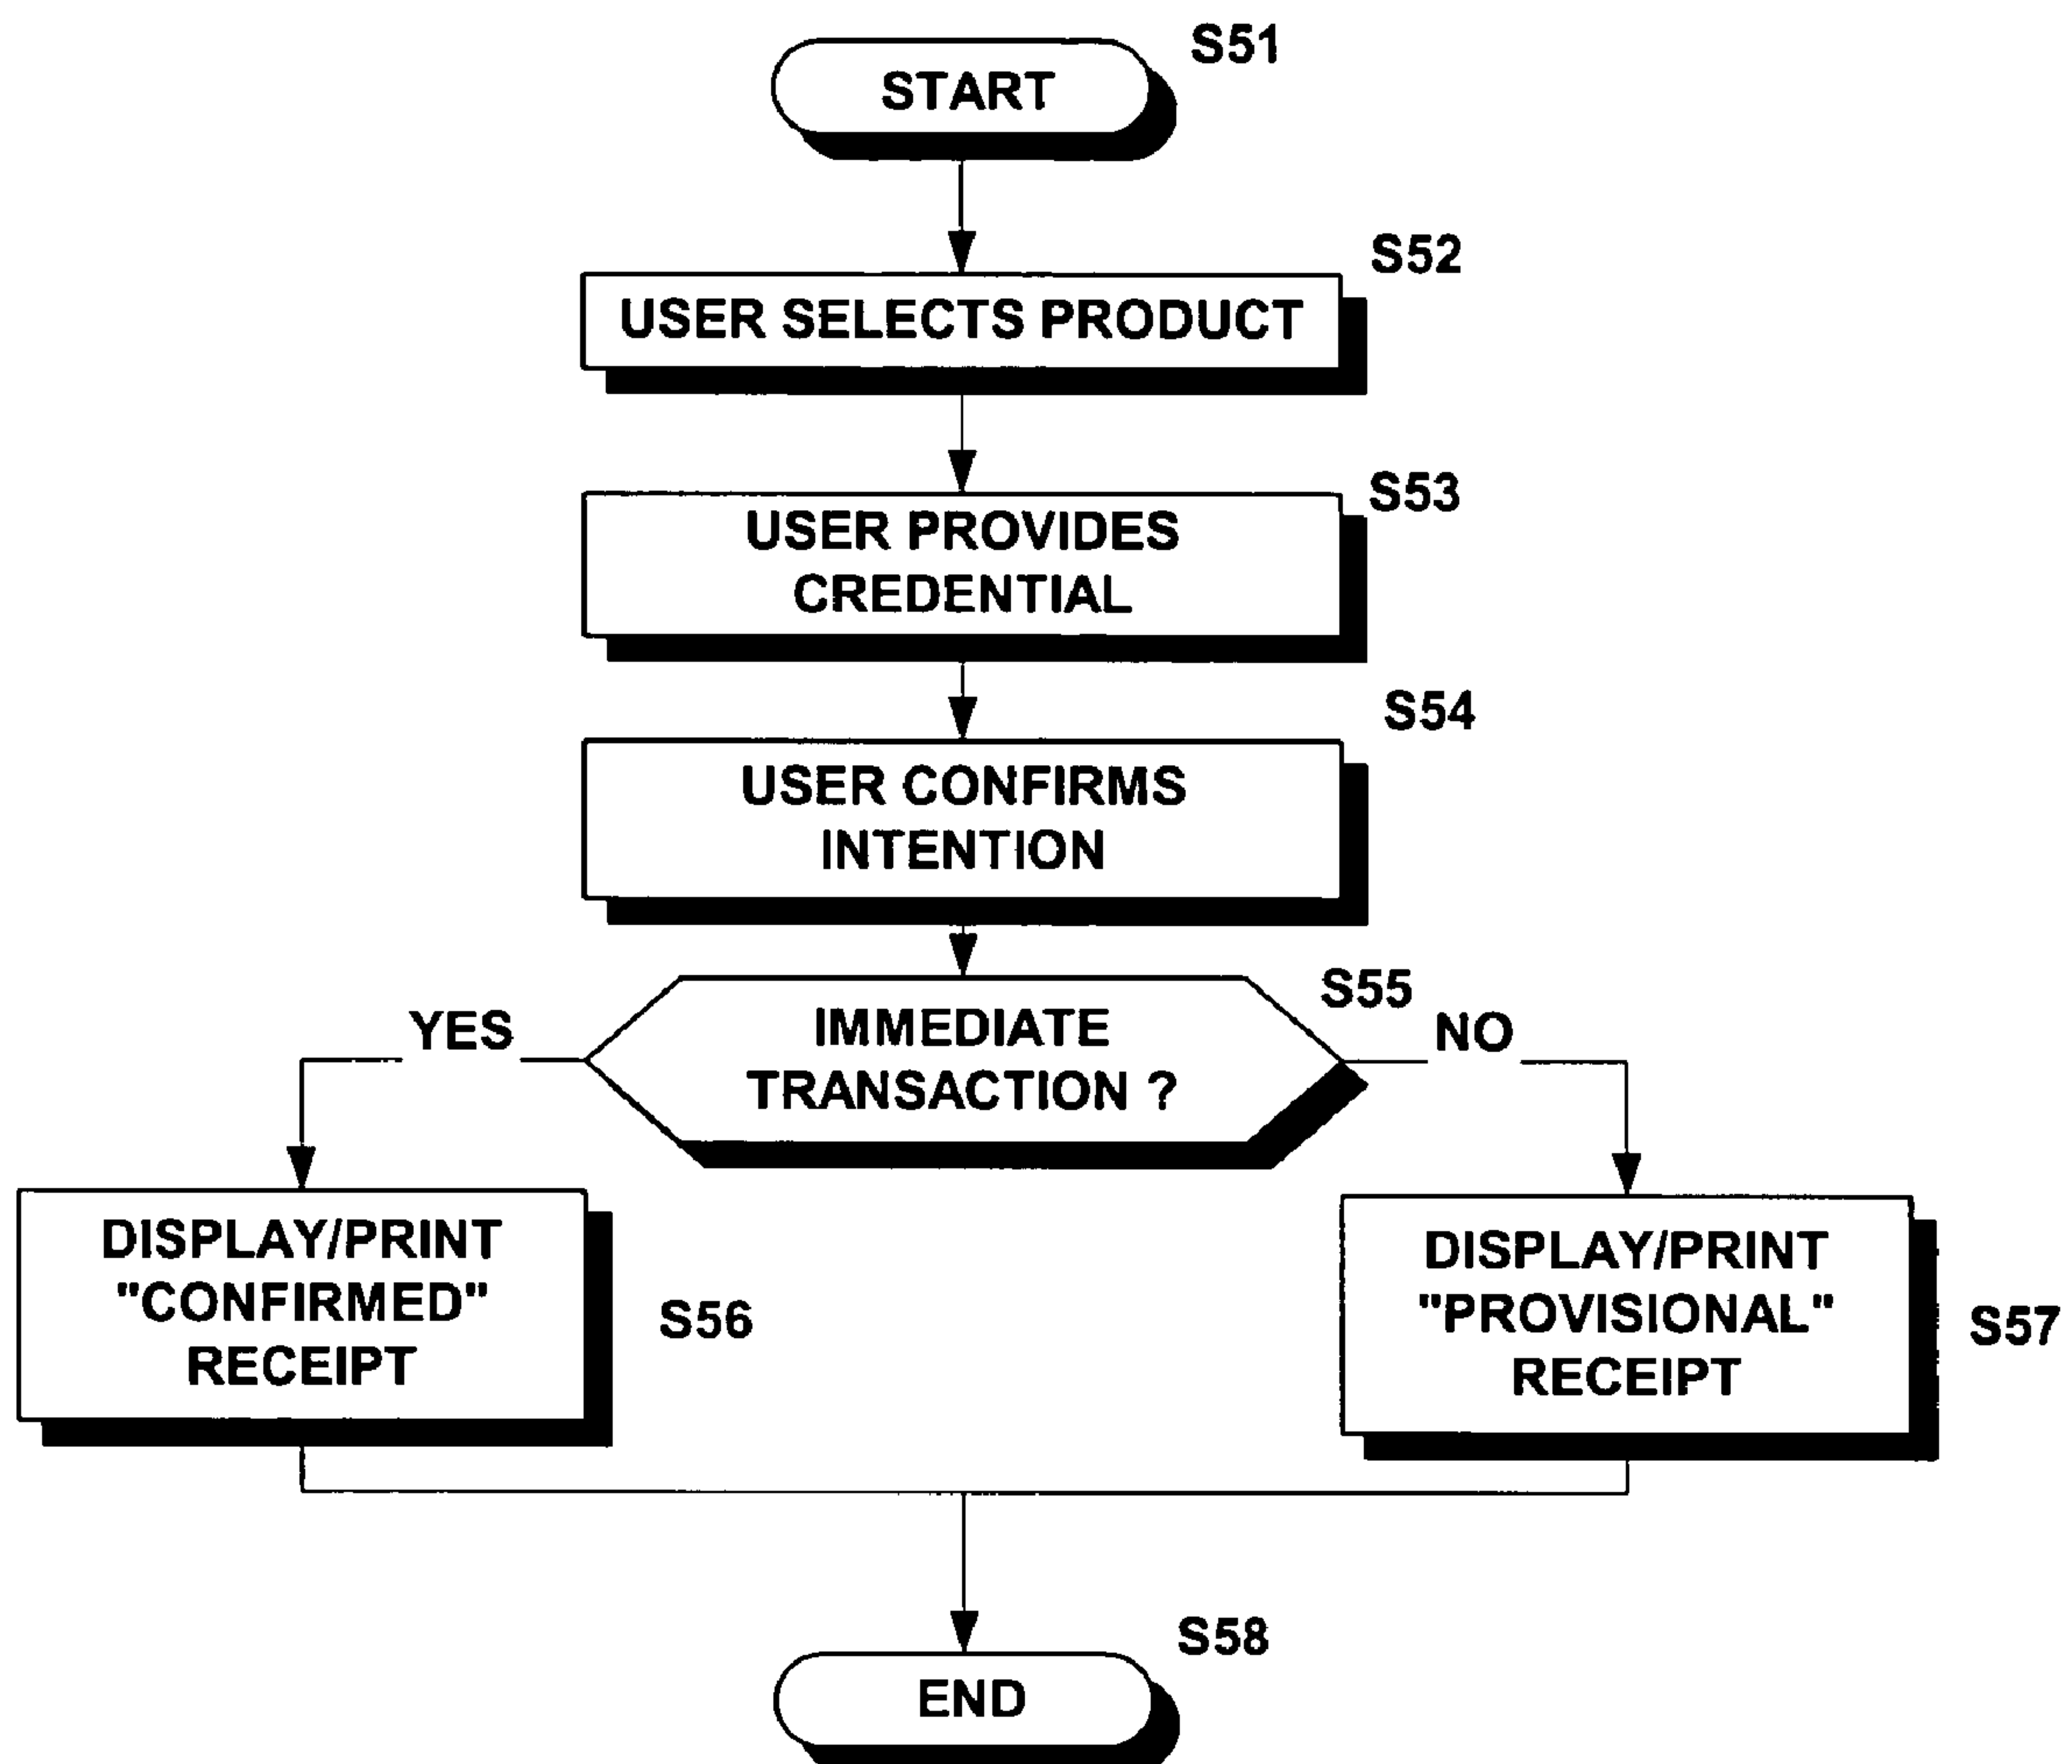 START
S51
S52
USER SELECTS PRODUCT
S53
USER PROVIDES
CREDENTIAL
S54
USER CONFIRMS
INTENTION
S55
IMMEDIATE
TRANSACTION ?
YES
NO
DISPLAY/PRINT
"CONFIRMED"
RECEIPT
S56
DISPLAY/PRINT
"PROVISIONAL"
RECEIPT
S57
S58
END